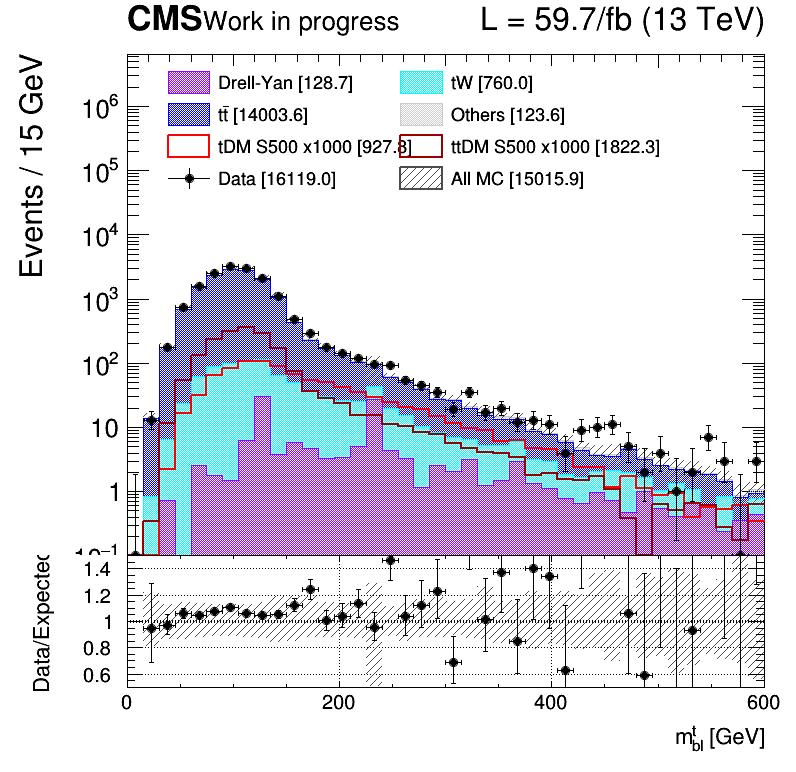 CMS Work in progress L = 59.7/fb (13 TeV)
Events / 15 GeV
Drell-Yan [128.7] tW [760.0]
tt̄ [14003.6] Others [123.6]
tDM S500 x1000 [927.8] ttDM S500 x1000 [1822.3]
Data [16119.0] All MC [15015.9]
10⁶
10⁵
10⁴
10³
10²
10
1
10⁻¹
Data/Expected
1.4
1.2
1
0.8
0.6
0 200 400 600
m^t_bl [GeV]